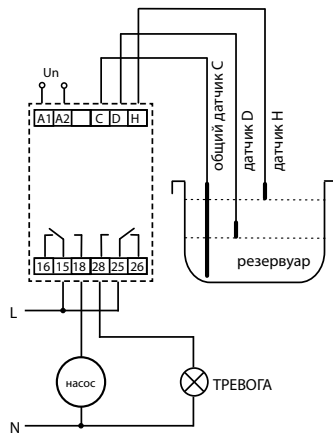 Un
A1 A2 C D H
общий датчик C
датчик D
датчик H
резервуар
16 15 18 28 25 26
L
насос
ТРЕВОГА
N